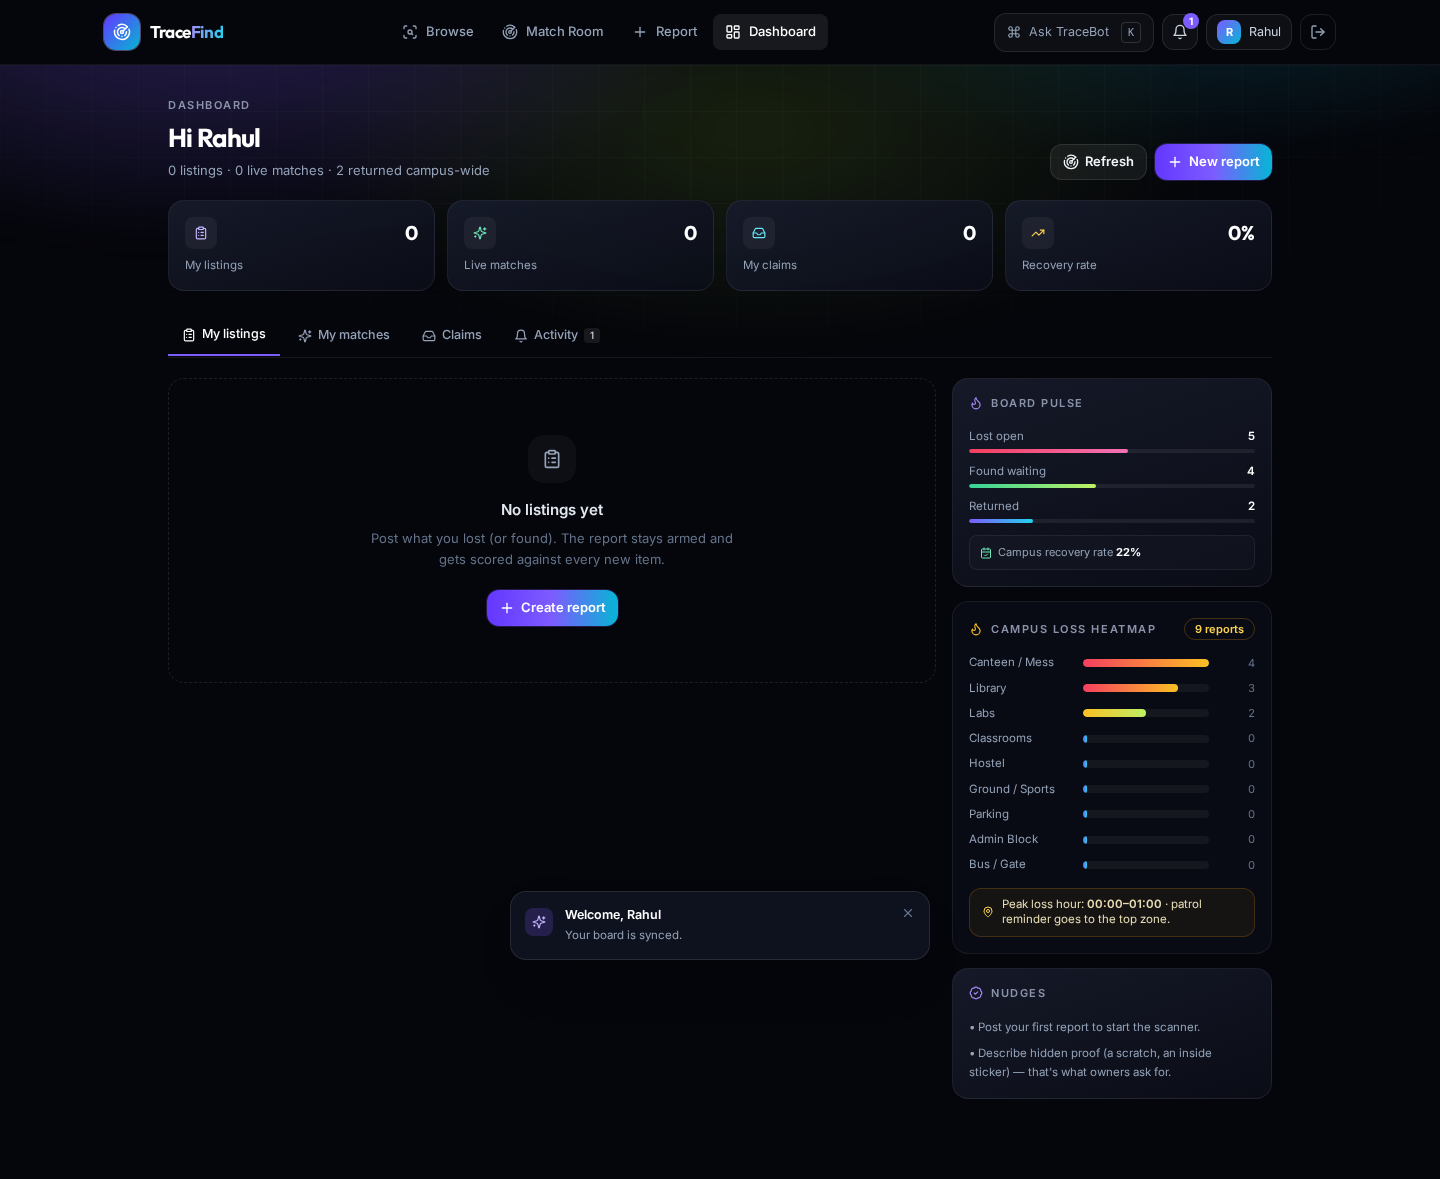 TraceFind
Browse
Match Room
Report
Dashboard
Ask TraceBot
K
1
R
Rahul
DASHBOARD
Hi Rahul
0 listings · 0 live matches · 2 returned campus-wide
Refresh
New report
0
My listings
0
Live matches
0
My claims
0%
Recovery rate
My listings
My matches
Claims
Activity 1
No listings yet
Post what you lost (or found). The report stays armed and
gets scored against every new item.
Create report
BOARD PULSE
Lost open 5
Found waiting 4
Returned 2
Campus recovery rate 22%
CAMPUS LOSS HEATMAP
9 reports
Canteen / Mess 4
Library 3
Labs 2
Classrooms 0
Hostel 0
Ground / Sports 0
Parking 0
Admin Block 0
Bus / Gate 0
Peak loss hour: 00:00–01:00 · patrol
reminder goes to the top zone.
Welcome, Rahul
Your board is synced.
NUDGES
• Post your first report to start the scanner.
• Describe hidden proof (a scratch, an inside
sticker) — that's what owners ask for.